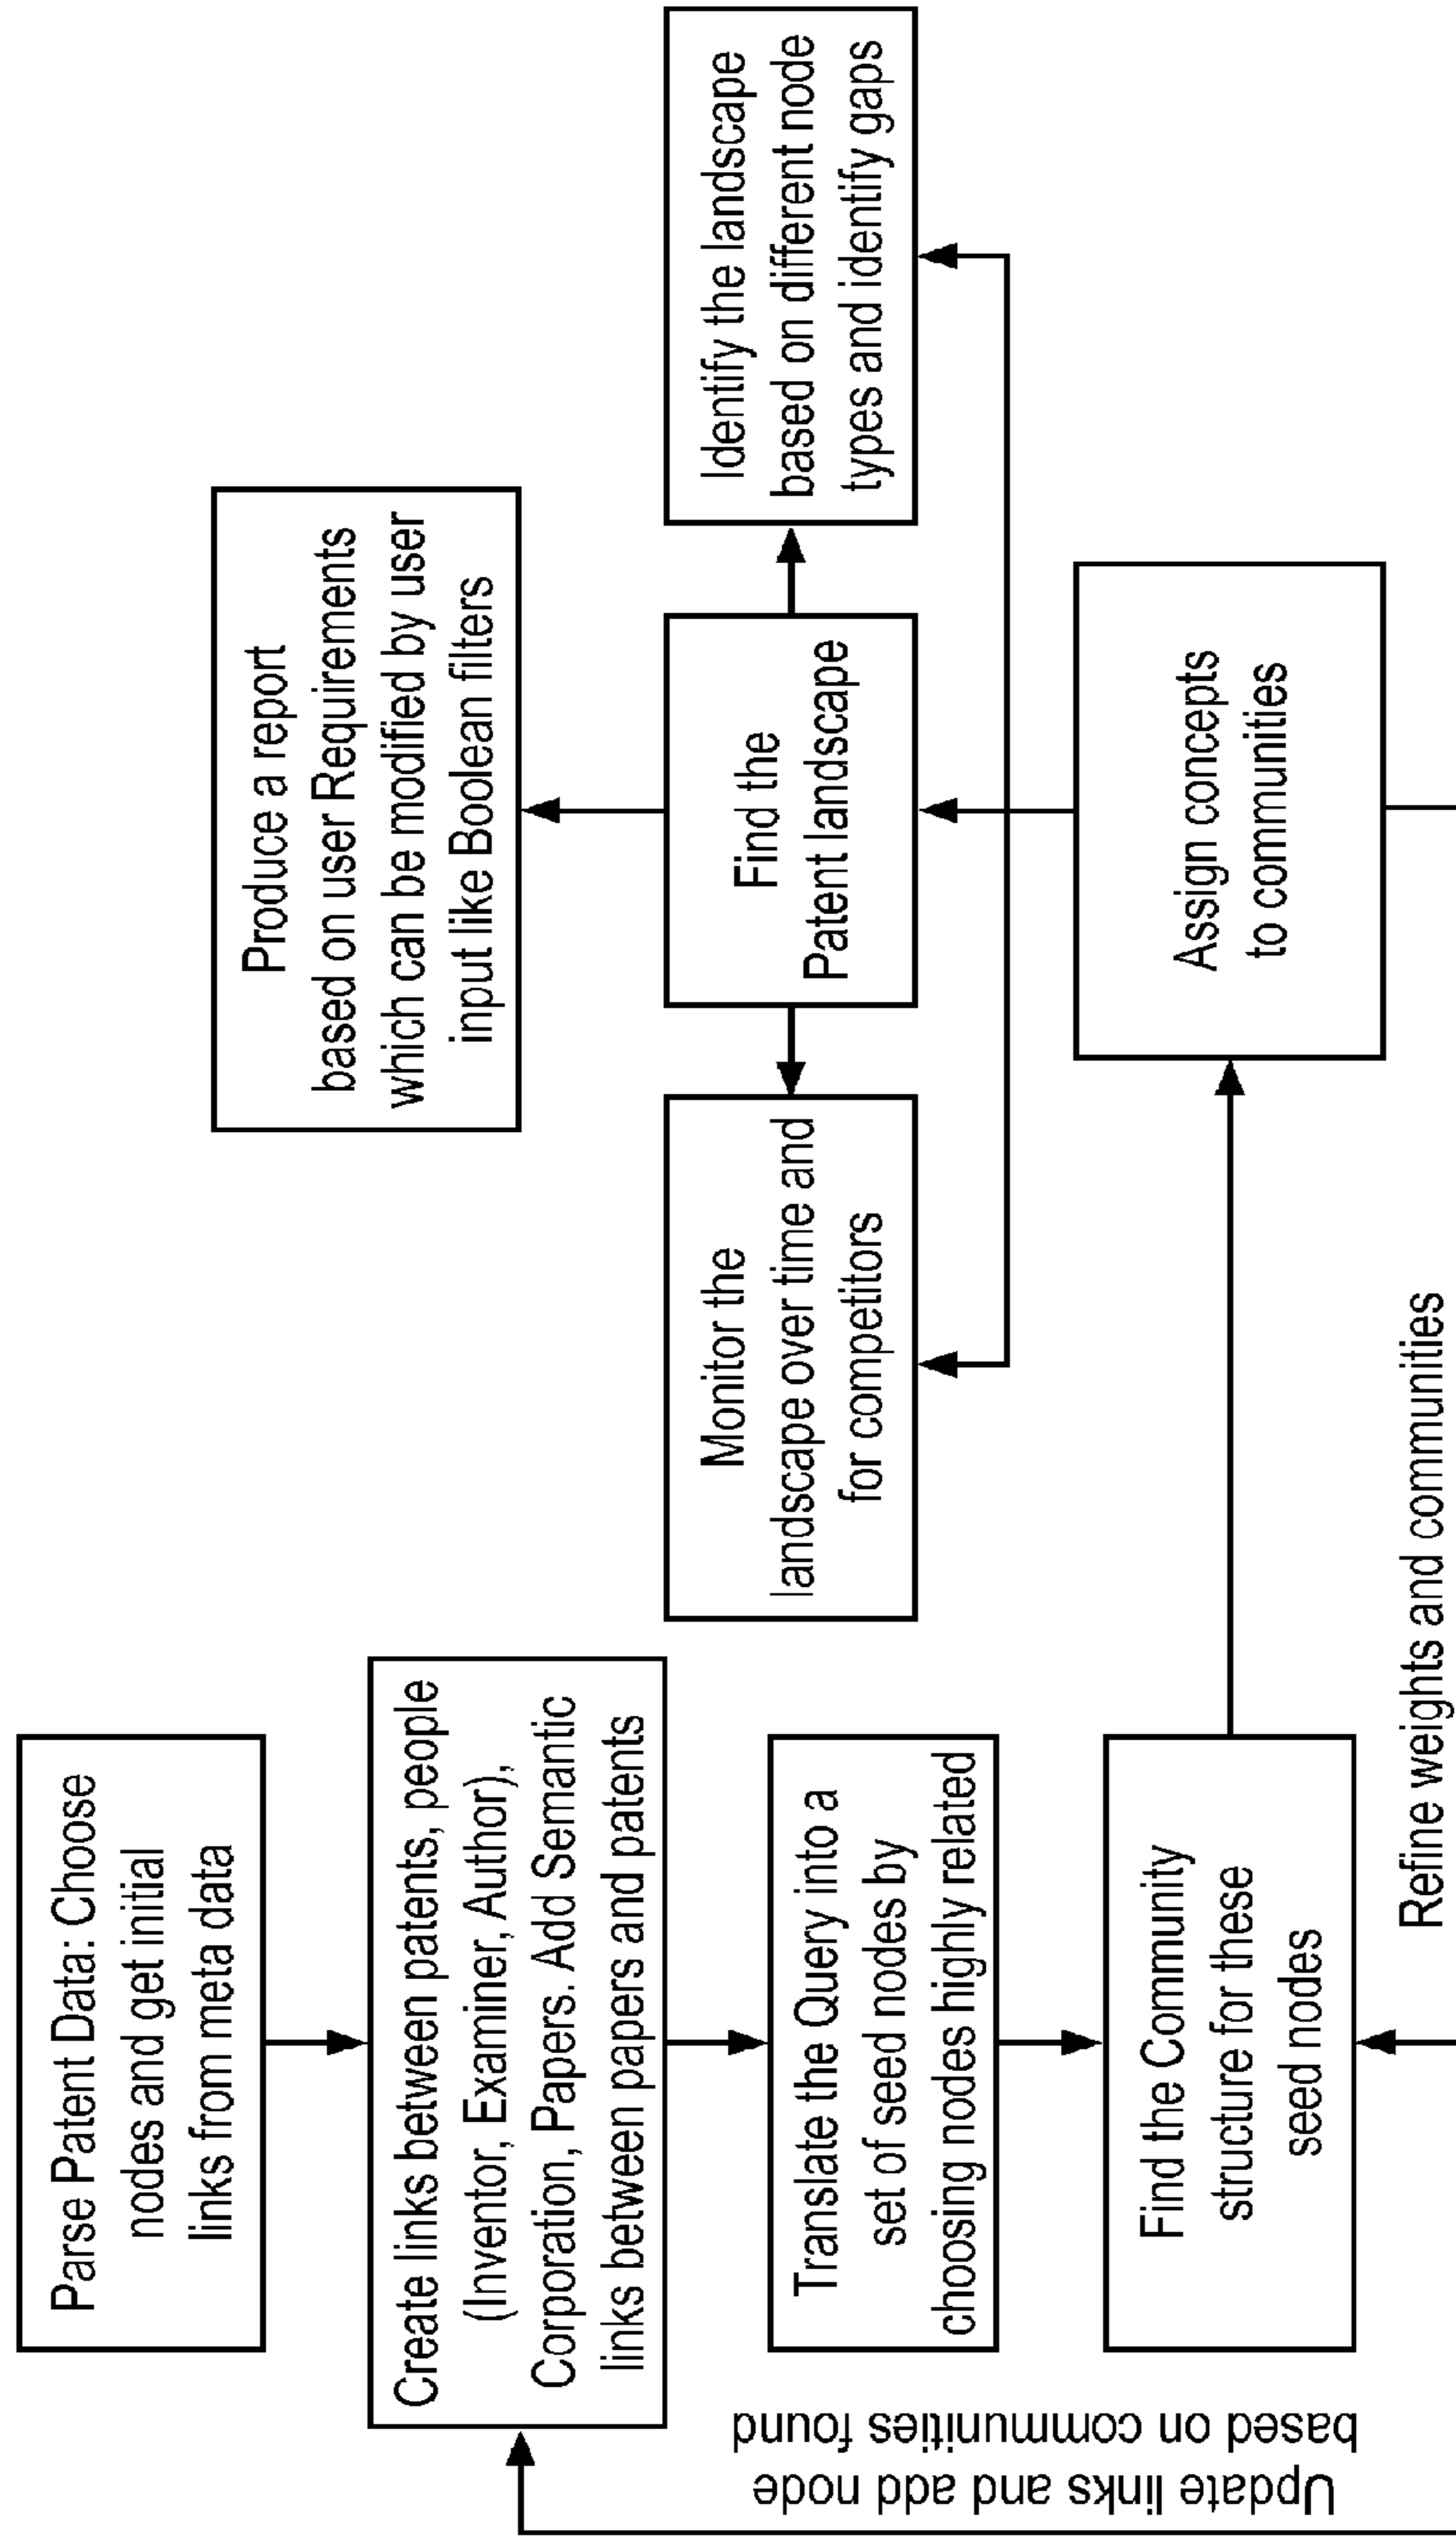 Parse Patent Data: Choose
nodes and get initial
links from meta data
Create links between patents, people
(Inventor, Examiner, Author),
Corporation, Papers. Add Semantic
links between papers and patents
Translate the Query into a
set of seed nodes by
choosing nodes highly related
Find the Community
structure for these
seed nodes
Update links and add node
based on communities found
Refine weights and communities
Assign concepts
to communities
Find the
Patent landscape
Monitor the
landscape over time and
for competitors
Identify the landscape
based on different node
types and identify gaps
Produce a report
based on user Requirements
which can be modified by user
input like Boolean filters